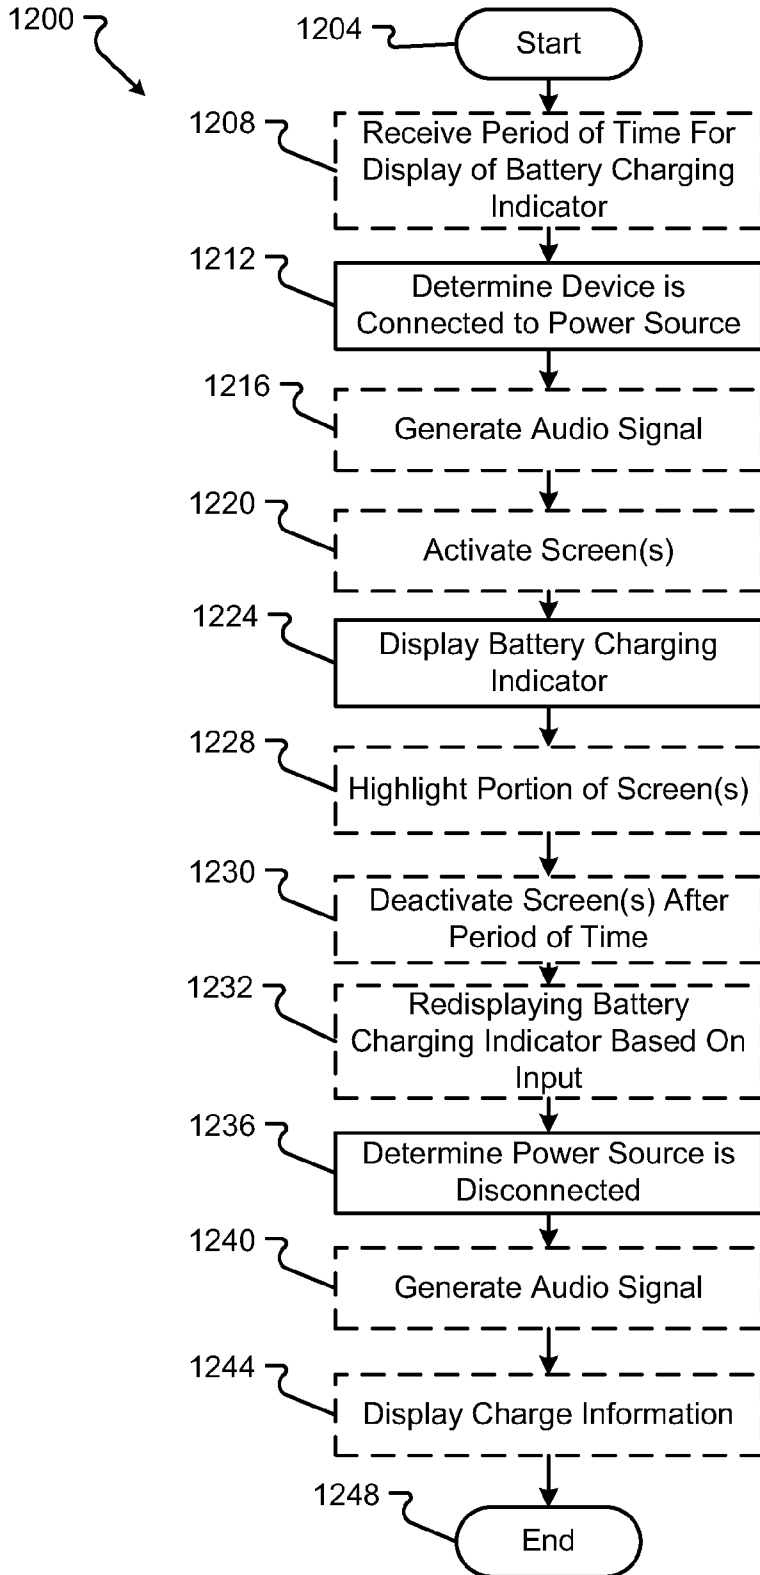 1200
1204
Start
1208
Receive Period of Time For
Display of Battery Charging
Indicator
1212
Determine Device is
Connected to Power Source
1216
Generate Audio Signal
1220
Activate Screen(s)
1224
Display Battery Charging
Indicator
1228
Highlight Portion of Screen(s)
1230
Deactivate Screen(s) After
Period of Time
1232
Redisplaying Battery
Charging Indicator Based On
Input
1236
Determine Power Source is
Disconnected
1240
Generate Audio Signal
1244
Display Charge Information
1248
End